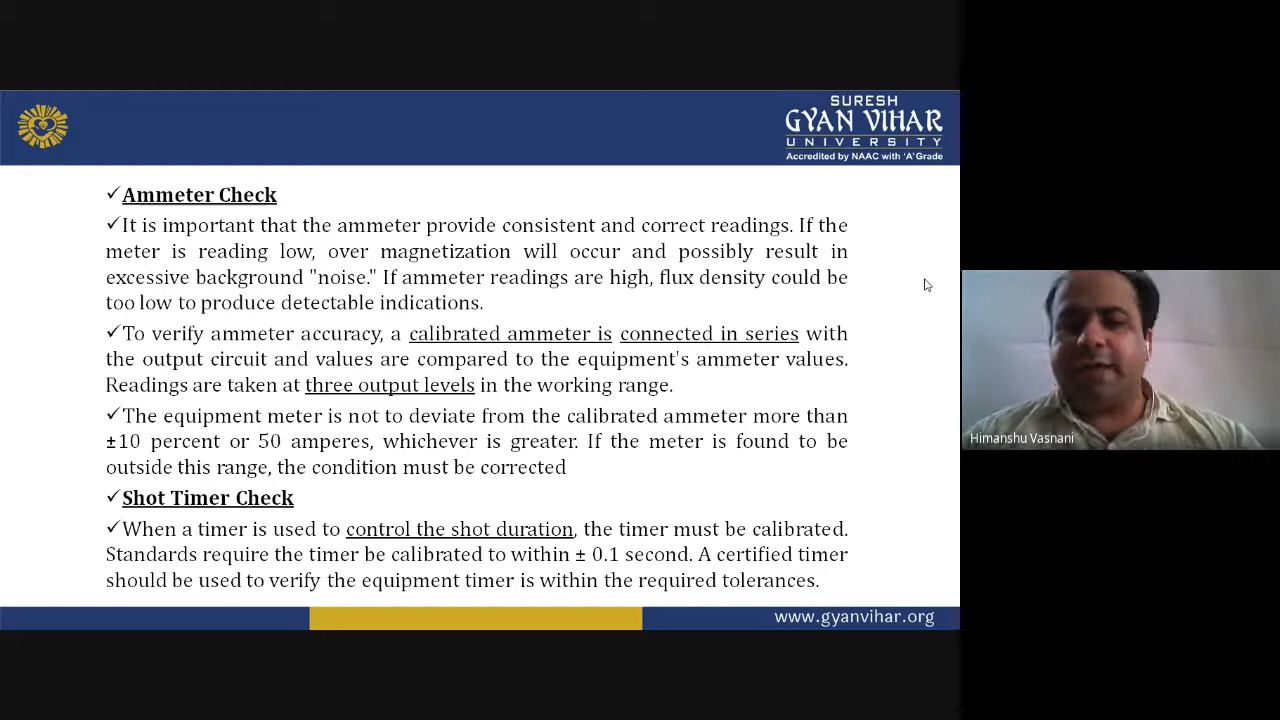 SURESH
GYAN VIHAR
UNIVERSITY
Accredited by NAAC with 'A' Grade
✓Ammeter Check
✓It is important that the ammeter provide consistent and correct readings. If the
meter is reading low, over magnetization will occur and possibly result in
excessive background "noise." If ammeter readings are high, flux density could be
too low to produce detectable indications.
✓To verify ammeter accuracy, a calibrated ammeter is connected in series with
the output circuit and values are compared to the equipment's ammeter values.
Readings are taken at three output levels in the working range.
✓The equipment meter is not to deviate from the calibrated ammeter more than
±10 percent or 50 amperes, whichever is greater. If the meter is found to be
outside this range, the condition must be corrected
✓Shot Timer Check
✓When a timer is used to control the shot duration, the timer must be calibrated.
Standards require the timer be calibrated to within ± 0.1 second. A certified timer
should be used to verify the equipment timer is within the required tolerances.
www.gyanvihar.org
Himanshu Vasnani